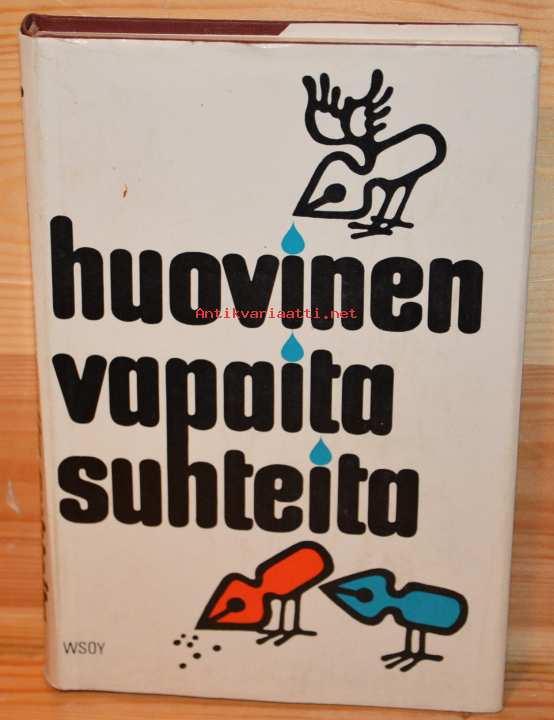 huovinen
Antikvariaatti.net
vapaita
suhteita
WSOY